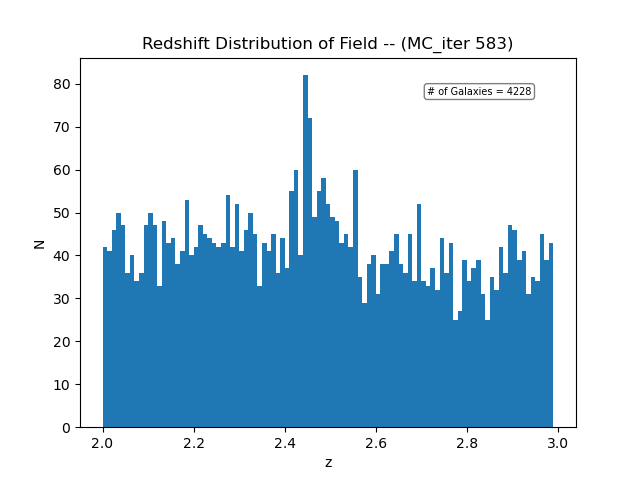 Redshift Distribution of Field -- (MC_iter 583)
# of Galaxies = 4228
80
70
60
50
40
30
20
10
0
N
2.0 2.2 2.4 2.6 2.8 3.0
z